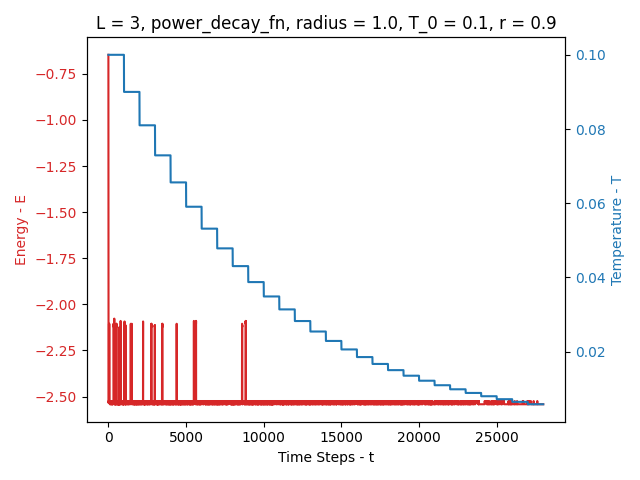 L = 3, power_decay_fn, radius = 1.0, T_0 = 0.1, r = 0.9
−0.75
−1.00
−1.25
−1.50
−1.75
−2.00
−2.25
−2.50
Energy - E
0.10
0.08
0.06
0.04
0.02
Temperature - T
0 5000 10000 15000 20000 25000
Time Steps - t